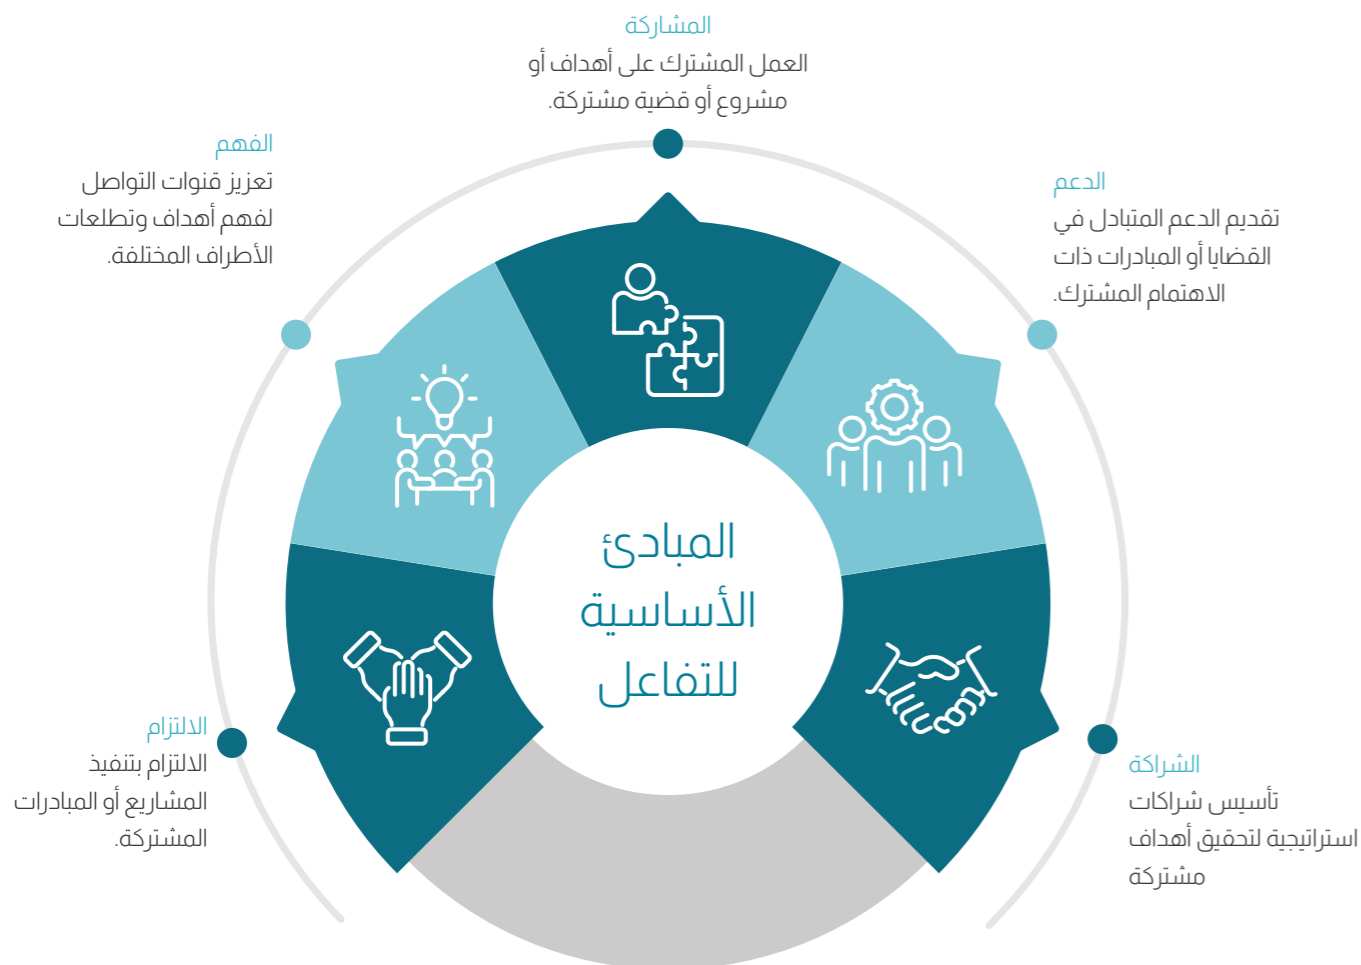 المشاركة
العمل المشترك على أهداف أو
مشروع أو قضية مشتركة.
الدعم
تقديم الدعم المتبادل في
القضايا أو المبادرات ذات
الاهتمام المشترك.
الفهم
تعزيز قنوات التواصل
لفهم أهداف وتطلعات
الأطراف المختلفة.
المبادئ
الأساسية
للتفاعل
الشراكة
تأسيس شراكات
استراتيجية لتحقيق أهداف
مشتركة
الالتزام
الالتزام بتنفيذ
المشاريع أو المبادرات
المشتركة.